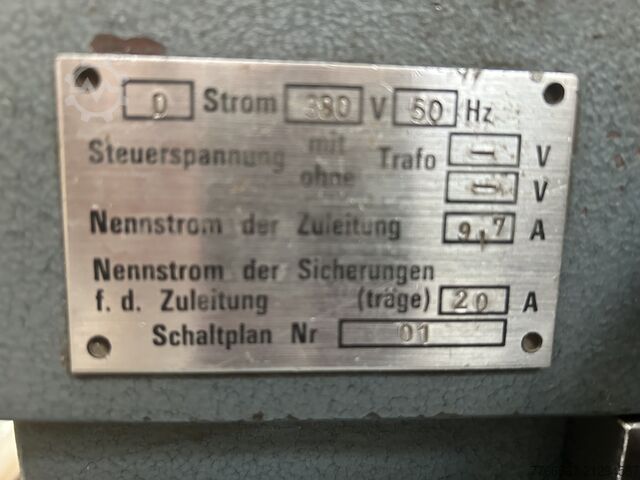 D Strom 380 V 50 Hz
Steuerspannung mit ohne Trafo – V
– V
Nennstrom der Zuleitung 9,7 A
Nennstrom der Sicherungen
f. d. Zuleitung (träge) 20 A
Schaltplan Nr 01